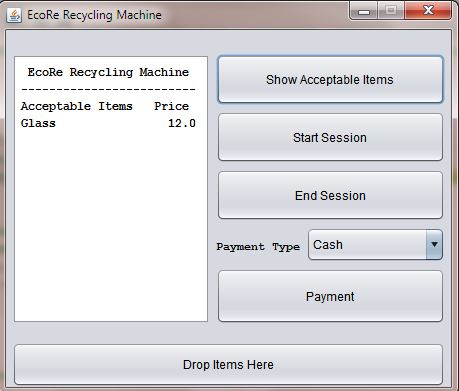 EcoRe Recycling Machine
EcoRe Recycling Machine
-------------------------
Acceptable Items Price
Glass 12.0
Show Acceptable Items
Start Session
End Session
Payment Type Cash
Payment
Drop Items Here